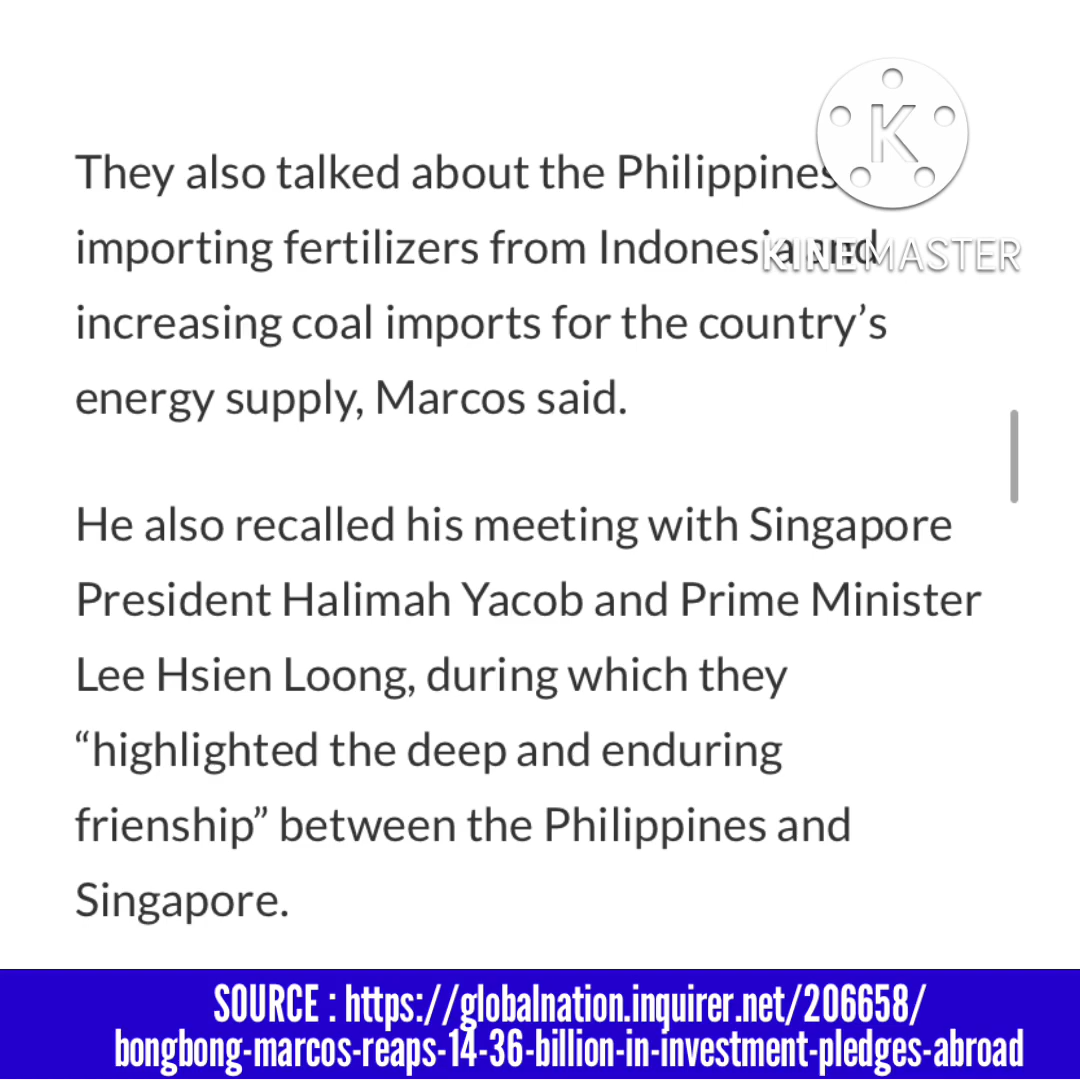 They also talked about the Philippines
importing fertilizers from Indonesia and
increasing coal imports for the country’s
energy supply, Marcos said.
He also recalled his meeting with Singapore
President Halimah Yacob and Prime Minister
Lee Hsien Loong, during which they
“highlighted the deep and enduring
frienship” between the Philippines and
Singapore.
K
KINEMASTER
SOURCE : https://globalnation.inquirer.net/206658/
bongbong-marcos-reaps-14-36-billion-in-investment-pledges-abroad